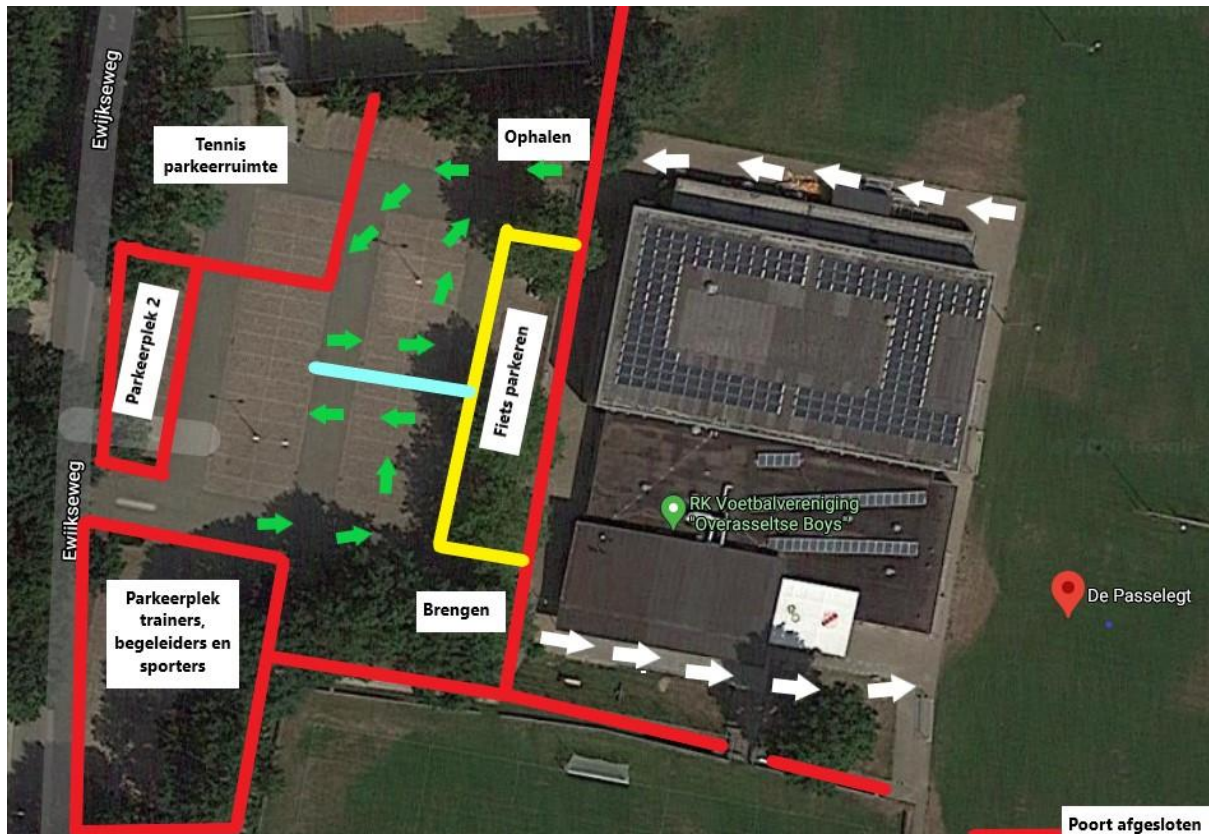 Ewijkseweg
Tennis
parkeerruimte
Ophalen
Parkeerplek 2
Fiets parkeren
RK Voetbalvereniging
"Overasseltse Boys"
De Passelegt
Ewijkseweg
Parkeerplek
trainers,
begeleiders en
sporters
Brengen
Poort afgesloten